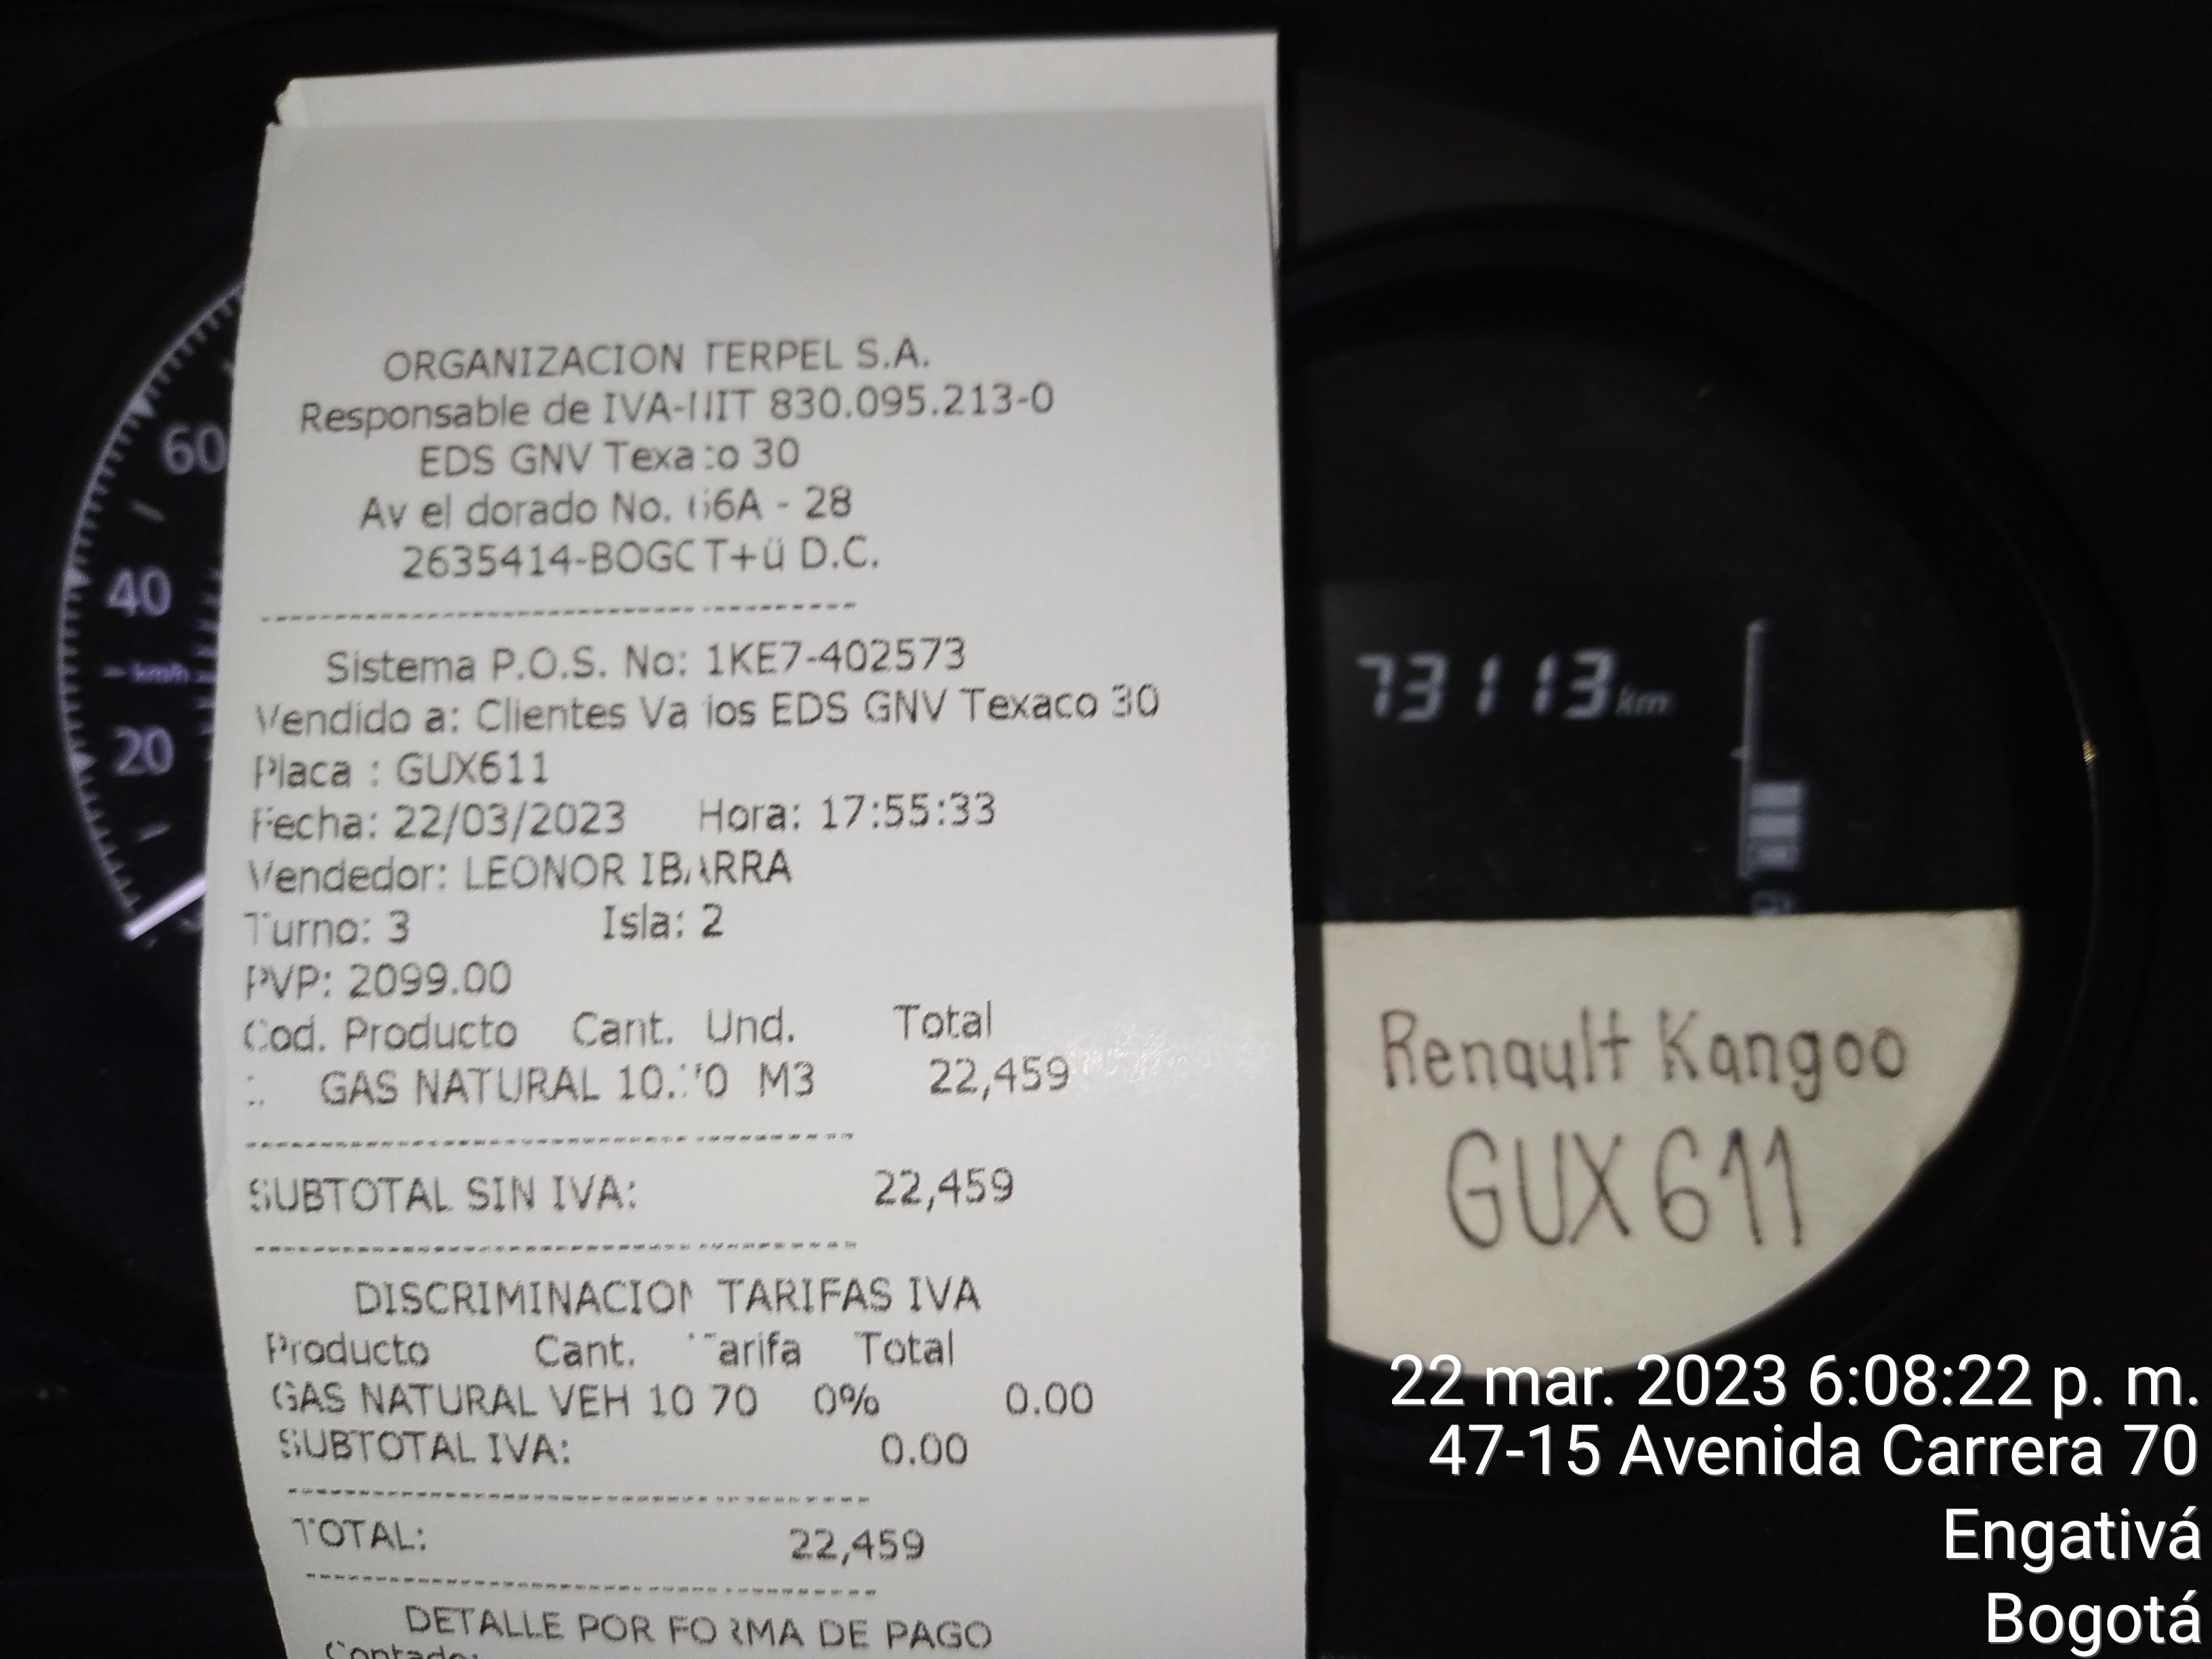 ORGANIZACION TERPEL S.A.
Responsable de IVA-NIT 830.095.213-0
EDS GNV Texaco 30
Av el dorado No. 66A - 28
2635414-BOGOT+ü D.C.
Sistema P.O.S. No: 1KE7-402573
Vendido a: Clientes Varios EDS GNV Texaco 30
Placa : GUX611
Fecha: 22/03/2023 Hora: 17:55:33
Vendedor: LEONOR IBARRA
Turno: 3 Isla: 2
PVP: 2099.00
Cod. Producto Cant. Und. Total
GAS NATURAL 10.70 M3 22,459
SUBTOTAL SIN IVA: 22,459
DISCRIMINACION TARIFAS IVA
Producto Cant. Tarifa Total
GAS NATURAL VEH 10.70 0% 0.00
SUBTOTAL IVA: 0.00
TOTAL: 22,459
DETALLE POR FORMA DE PAGO
Contado:
60
40
km/h
20
73113 km
Renault Kangoo
GUX611
22 mar. 2023 6:08:22 p. m.
47-15 Avenida Carrera 70
Engativá
Bogotá